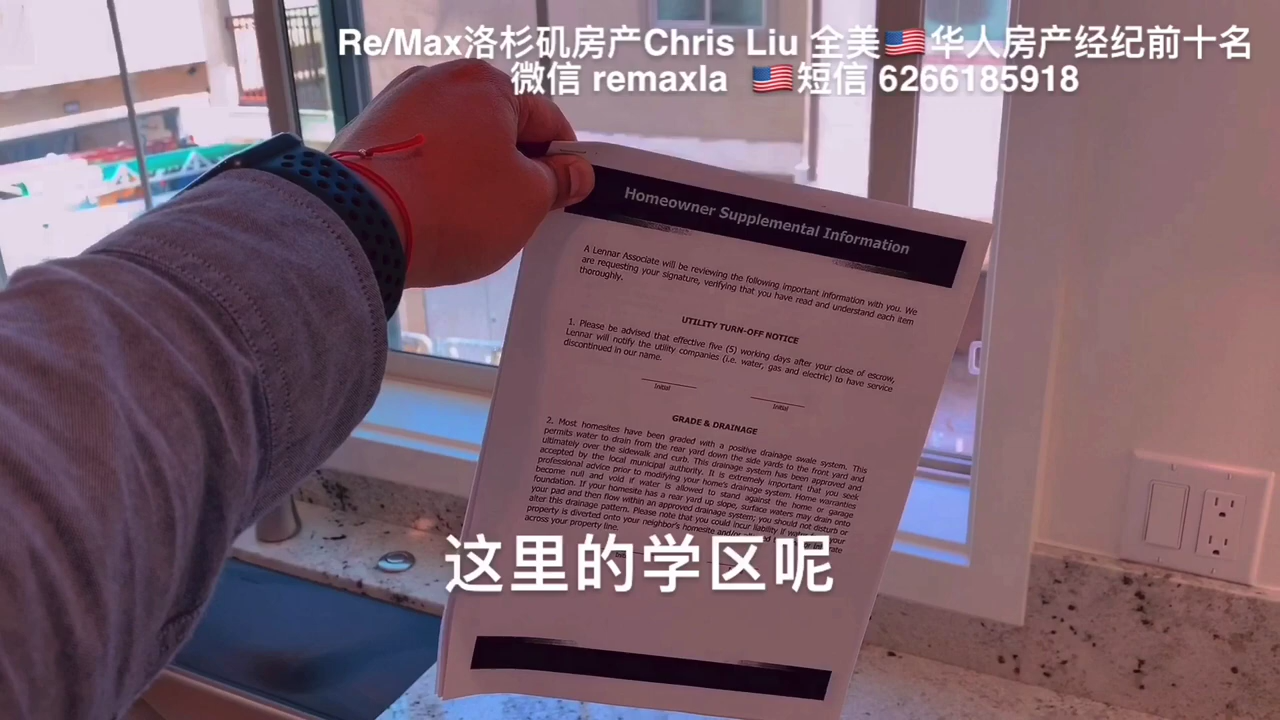 Re/Max洛杉矶房产Chris Liu 全美🇺🇸华人房产经纪前十名
微信 remaxla 🇺🇸短信 6266185918
Homeowner Supplemental Information
A Lennar Associate will be reviewing the following important information with you. We
are requesting your signature, verifying that you have read and understand each item
thoroughly.
UTILITY TURN-OFF NOTICE
1. Please be advised that effective five (5) working days after your close of escrow,
Lennar will notify the utility companies (i.e. water, gas and electric) to have service
discontinued in our name.
Initial
Initial
GRADE & DRAINAGE
2. Most homesites have been graded with a positive drainage swale system. This
permits water to drain from the rear yard down the side yards to the front yard and
ultimately over the sidewalk and curb. This drainage system has been approved and
accepted by the local municipal authority. It is extremely important that you seek
professional advice prior to modifying your home's drainage system. Home warranties
become null and void if water is allowed to stand against the home or garage
foundation. If your homesite has a rear yard up slope, surface waters may drain onto
your pad and then flow within an approved drainage system; you should not disturb or
alter this drainage pattern. Please note that you could incur liability if water your
property is diverted onto your neighbor's homesite and/or
across your property line.
这里的学区呢